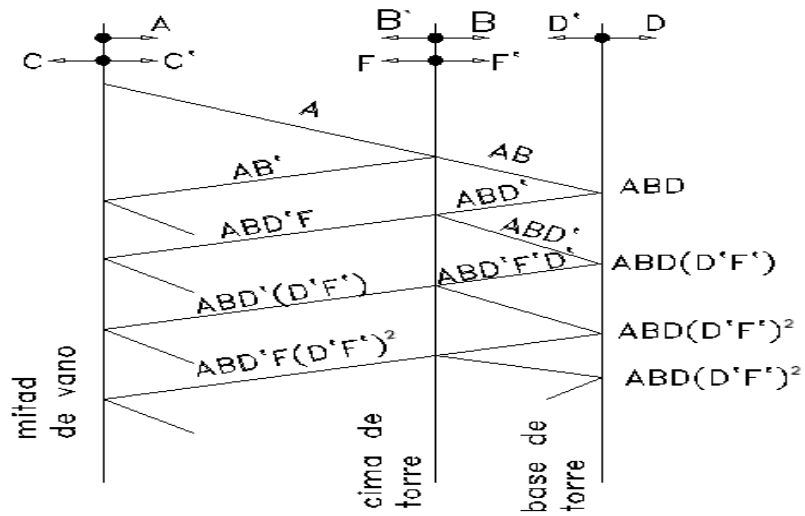 A B' B D' D
C C' F F'
A
AB' AB
ABD' ABD
ABD'F ABD'
ABD'F'D' ABD(D'F')
ABD'(D'F')
ABD'F(D'F')² ABD(D'F')²
ABD(D'F')²
mitad
de vano
cima de
torre
base de
torre